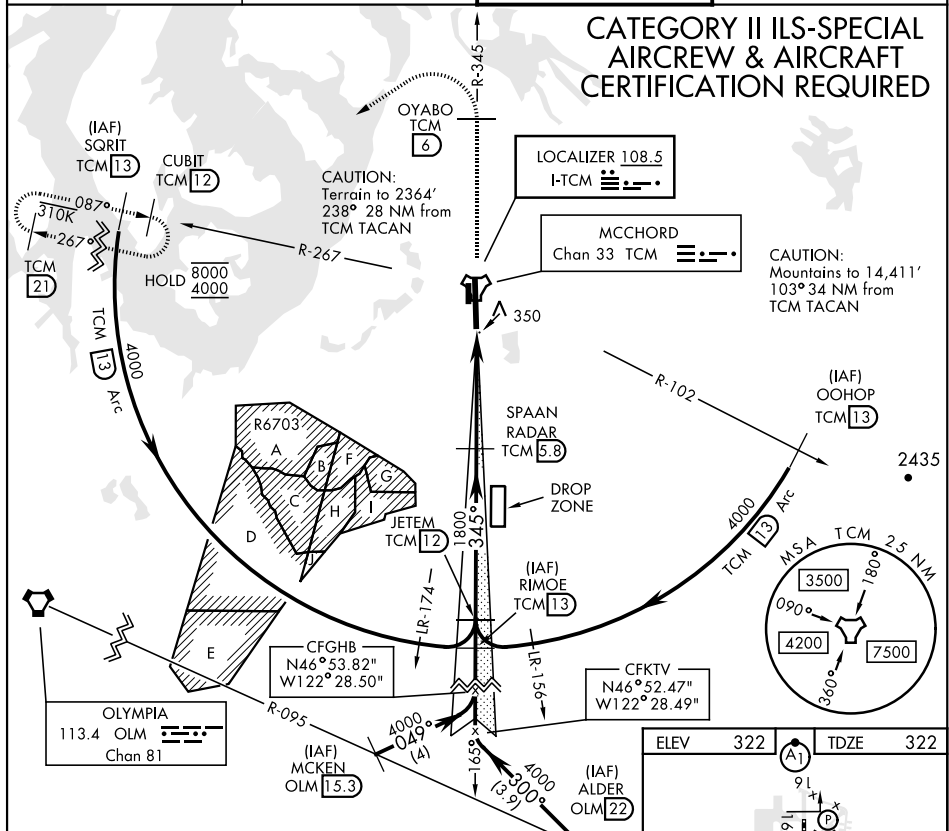 CATEGORY II ILS-SPECIAL
AIRCREW & AIRCRAFT
CERTIFICATION REQUIRED
R-345
OYABO
TCM
6
(IAF)
SQRIT
TCM 13
CUBIT
TCM 12
087°
310K
267°
TCM
21
HOLD 8000
4000
CAUTION:
Terrain to 2364'
238° 28 NM from
TCM TACAN
R-267
LOCALIZER 108.5
I-TCM
MCCHORD
Chan 33 TCM
CAUTION:
Mountains to 14,411'
103° 34 NM from
TCM TACAN
350
TCM 13 Arc
4000
R-102
(IAF)
OOHOP
TCM 13
2435
R6703
A
B
F
G
C
H
I
J
D
E
SPAAN
RADAR
TCM 5.8
DROP
ZONE
1800
345°
JETEM
TCM 12
(IAF)
RIMOE
TCM 13
4000
TCM 13 Arc
LR-174
LR-156
MSA TCM 25 NM
3500
180°
090°
4200
7500
360°
CFGHB
N46°53.82"
W122°28.50"
CFKTV
N46°52.47"
W122°28.49"
OLYMPIA
113.4 OLM
Chan 81
R-095
4000
049°
(4)
(IAF)
MCKEN
OLM 15.3
165°
4000
300°
(3.9)
(IAF)
ALDER
OLM 22
ELEV 322
TDZE 322
A1
16
P